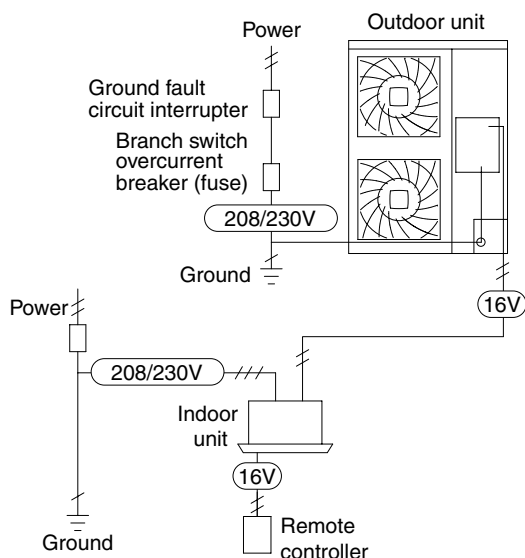 Outdoor unit
Power
Ground fault
circuit interrupter
Branch switch
overcurrent
breaker (fuse)
208/230V
Ground
16V
Power
208/230V
Indoor
unit
16V
Ground
Remote
controller